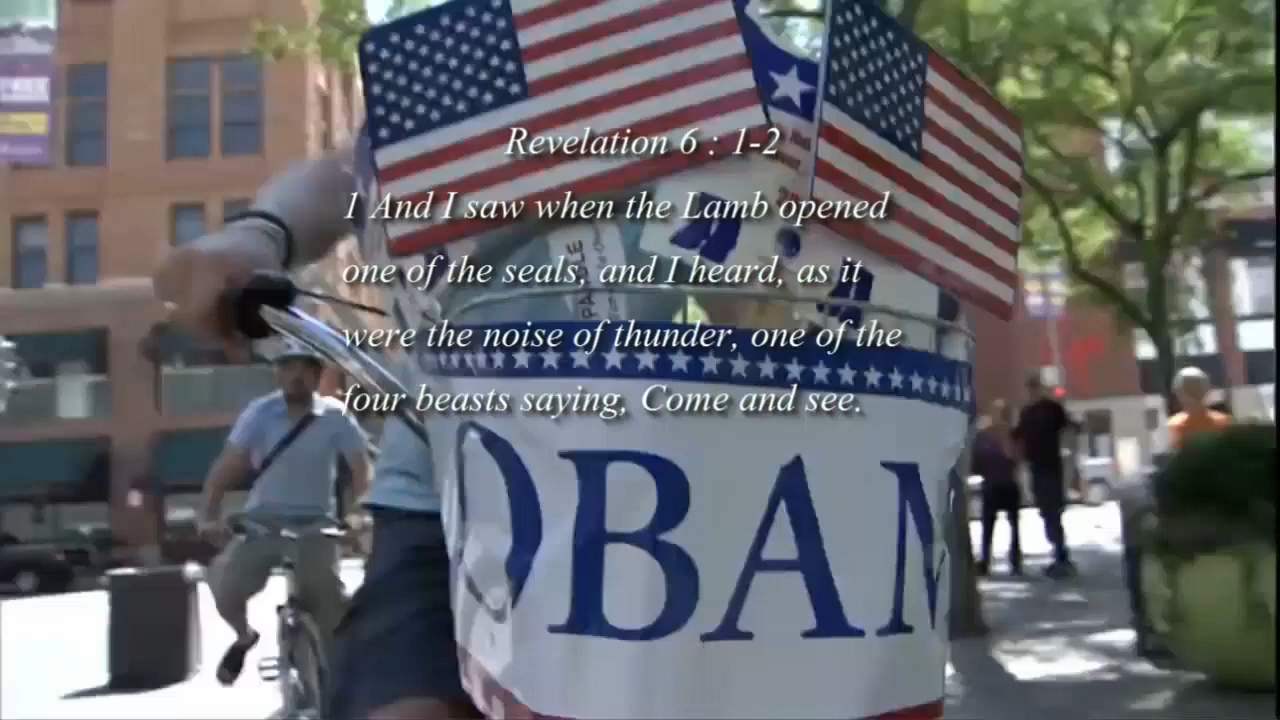 Revelation 6 : 1-2
1 And I saw when the Lamb opened
one of the seals, and I heard, as it
were the noise of thunder, one of the
four beasts saying, Come and see.
OBAM